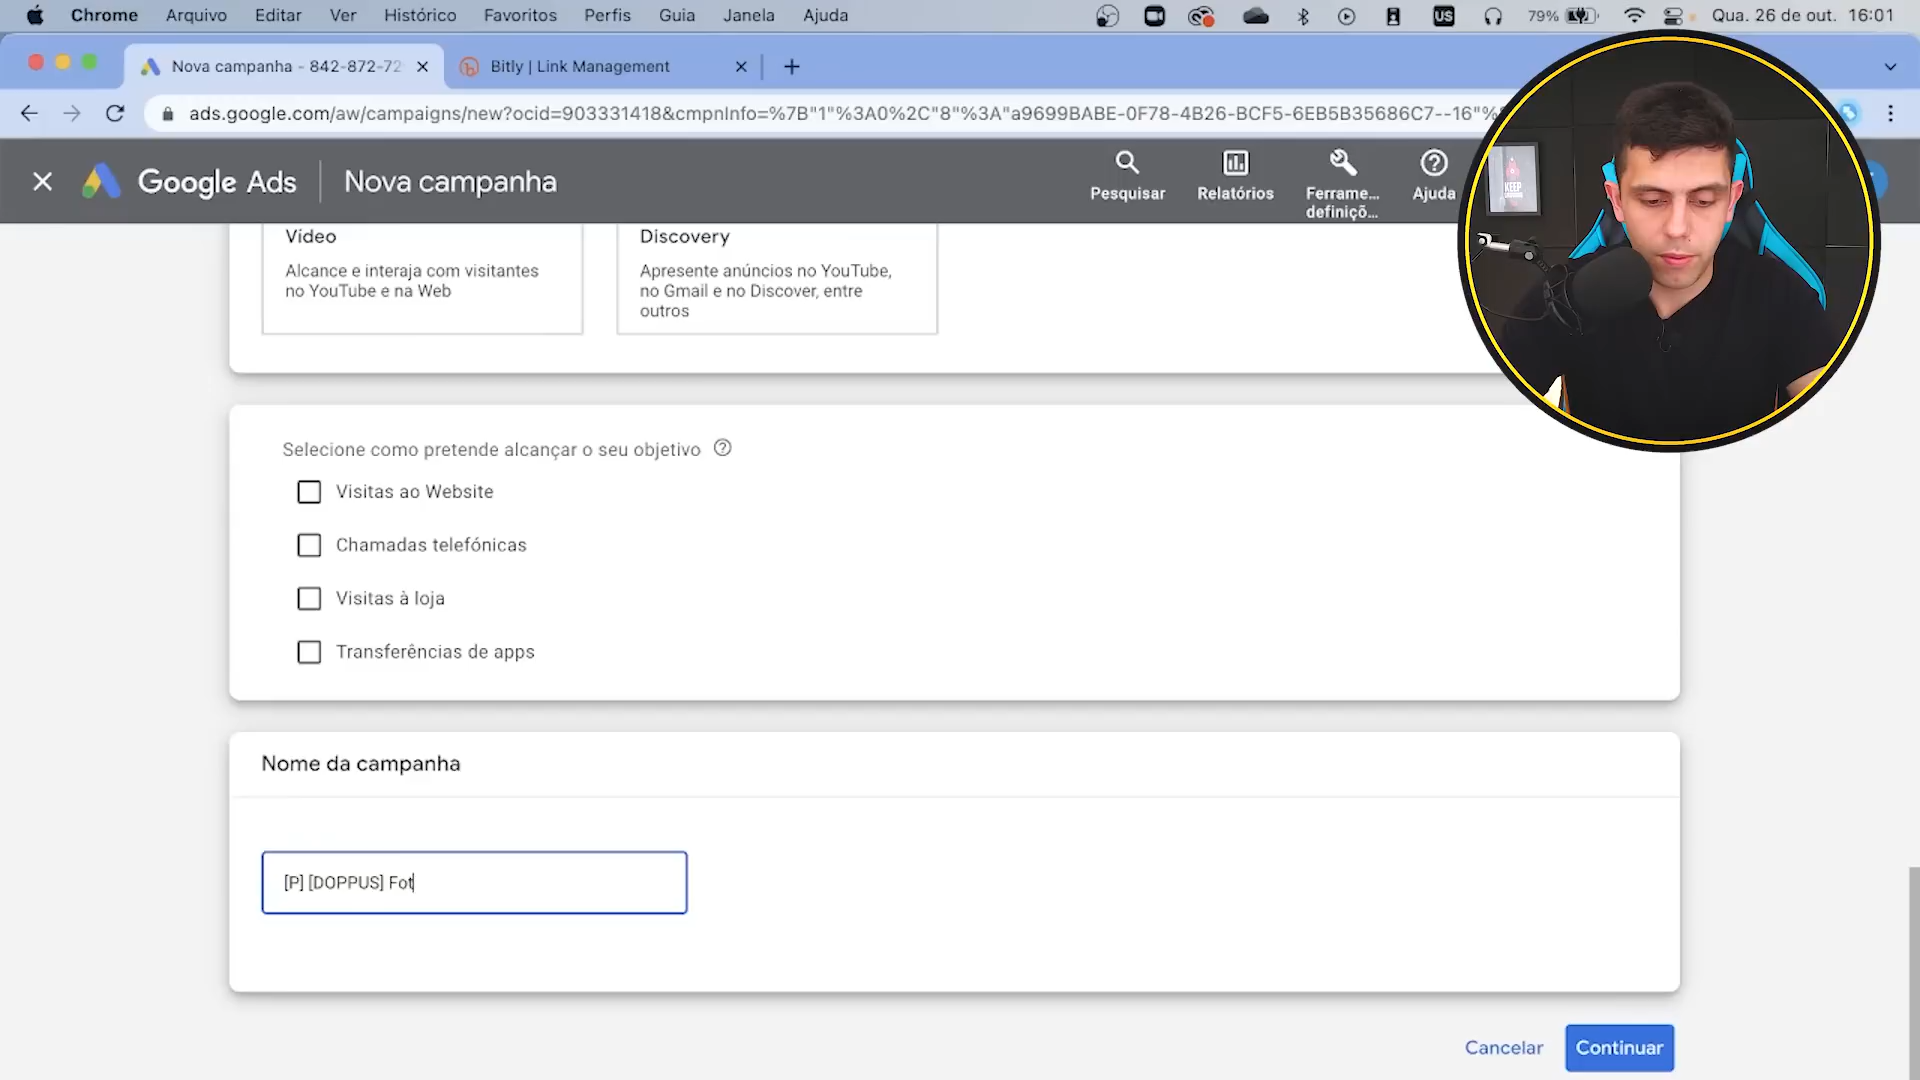 Chrome Arquivo Editar Ver Histórico Favoritos Perfis Guia Janela Ajuda US 79% Qua. 26 de out. 16:01
Nova campanha - 842-872-72 Bitly | Link Management
ads.google.com/aw/campaigns/new?ocid=903331418&cmpnInfo=%7B"1"%3A0%2C"8"%3A"a9699BABE-0F78-4B26-BCF5-6EB5B35686C7--16"%
Google Ads Nova campanha
Pesquisar Relatórios Ferrame... definiçõ... Ajuda
KEEP
Vídeo
Alcance e interaja com visitantes
no YouTube e na Web
Discovery
Apresente anúncios no YouTube,
no Gmail e no Discover, entre
outros
Selecione como pretende alcançar o seu objetivo
Visitas ao Website
Chamadas telefónicas
Visitas à loja
Transferências de apps
Nome da campanha
[P] [DOPPUS] Fot
Cancelar Continuar